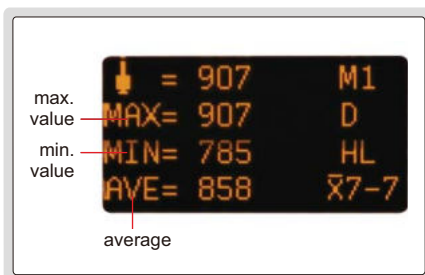 = 907 M1
max. value
MAX= 907 D
min. value
MIN= 785 HL
AVE= 858 X̅7-7
average